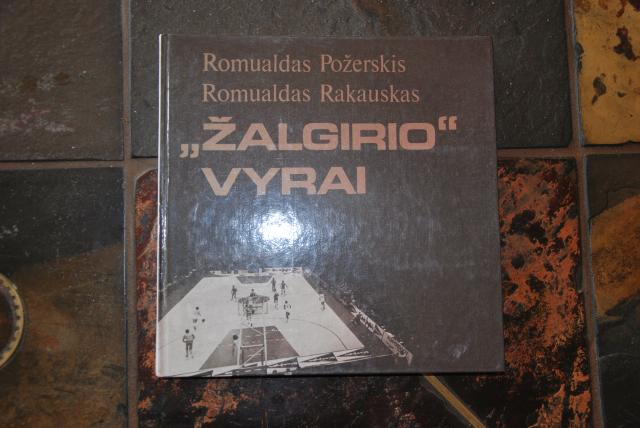 Romualdas Požerskis
Romualdas Rakauskas
„ŽALGIRIO“
VYRAI